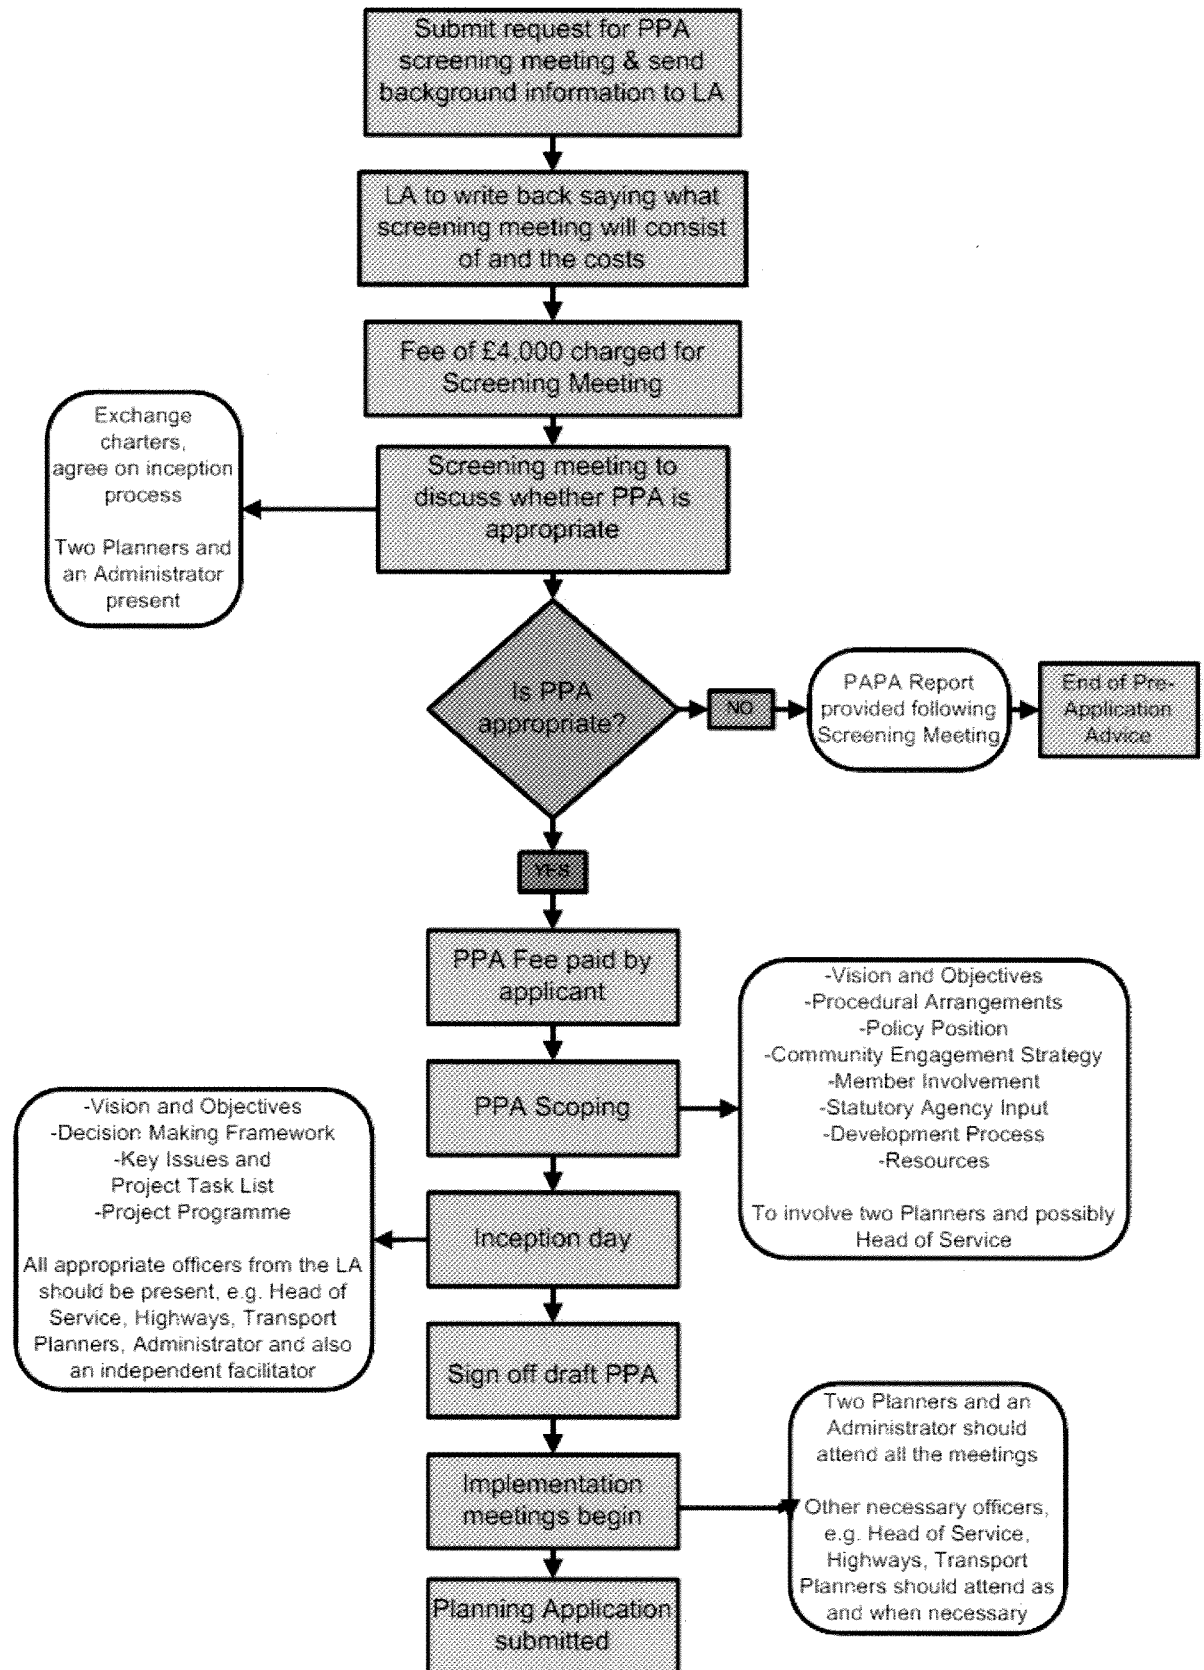 Submit request for PPA
screening meeting & send
background information to LA
LA to write back saying what
screening meeting will consist
of and the costs
Fee of £4.000 charged for
Screening Meeting
Exchange
charters,
agree on inception
process
Two Planners and
an Administrator
present
Screening meeting to
discuss whether PPA is
appropriate
Is PPA
appropriate?
NO
PAPA Report
provided following
Screening Meeting
End of Pre-
Application
Advice
YES
PPA Fee paid by
applicant
-Vision and Objectives
-Procedural Arrangements
-Policy Position
-Community Engagement Strategy
-Member Involvement
-Statutory Agency Input
-Development Process
-Resources
To involve two Planners and possibly
Head of Service
PPA Scoping
-Vision and Objectives
-Decision Making Framework
-Key Issues and
Project Task List
-Project Programme
All appropriate officers from the LA
should be present, e.g. Head of
Service, Highways, Transport
Planners, Administrator and also
an independent facilitator
Inception day
Sign off draft PPA
Implementation
meetings begin
Two Planners and an
Administrator should
attend all the meetings
Other necessary officers,
e.g. Head of Service,
Highways, Transport
Planners should attend as
and when necessary
Planning Application
submitted